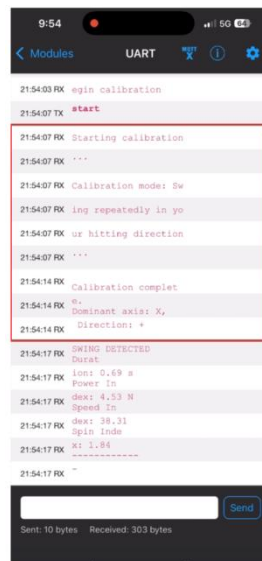 9:54
5G 64
Modules
UART
21:54:03 RX egin calibration
21:54:07 TX start
21:54:07 RX Starting calibration
21:54:07 RX ...
21:54:07 RX Calibration mode: Sw
21:54:07 RX ing repeatedly in yo
21:54:07 RX ur hitting direction
21:54:07 RX ...
21:54:14 RX
Calibration complet
21:54:14 RX e.
Dominant axis: X,
21:54:14 RX Direction: +
21:54:17 RX SWING DETECTED
Durat
21:54:17 RX ion: 0.69 s
Power In
21:54:17 RX dex: 4.53 N
Speed In
21:54:17 RX dex: 38.31
Spin Inde
21:54:17 RX x: 1.84
------------
21:54:17 RX -
Send
Sent: 10 bytes Received: 303 bytes